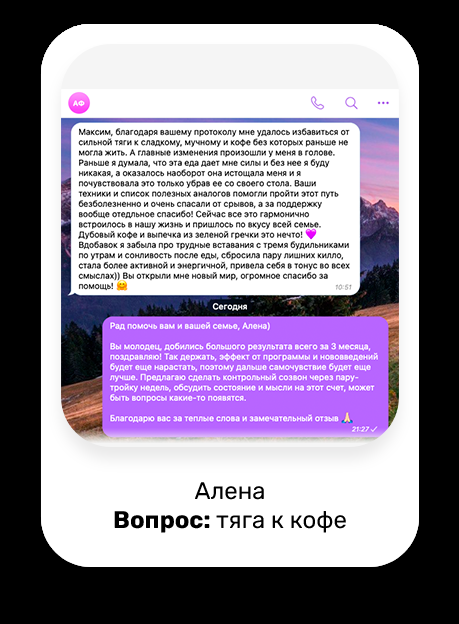 АФ
Максим, благодаря вашему протоколу мне удалось избавиться от
сильной тяги к сладкому, мучному и кофе без которых раньше не
могла жить. А главные изменения произошли у меня в голове.
Раньше я думала, что эта еда дает мне силы и без нее я буду
никакая, а оказалось наоборот она истощала меня и я
почувствовала это только убрав ее со своего стола. Ваши
техники и список полезных аналогов помогли пройти этот путь
безболезненно и очень спасали от срывов, а за поддержку
вообще отедльное спасибо! Сейчас все это гармонично
встроилось в нашу жизнь и пришлось по вкусу всей семье.
Дубовый кофе и выпечка из зеленой гречки это нечто! 💜
Вдобавок я забыла про трудные вставания с тремя будильниками
по утрам и сонливость после еды, сбросила пару лишних килло,
стала более активной и энергичной, привела себя в тонус во всех
смыслах)) Вы открыли мне новый мир, огромное спасибо за
помощь! 🤗
10:51
Сегодня
Рад помочь вам и вашей семье, Алена)
Вы молодец, добились большого результата всего за 3 месяца,
поздравляю! Так держать, эффект от программы и нововведений
будет еще нарастать, поэтому дальше самочувствие будет еще
лучше. Предлагаю сделать контрольный созвон через пару-
тройку недель, обсудить состояние и мысли на этот счет, может
быть вопросы какие-то появятся.
Благодарю вас за теплые слова и замечательный отзыв 🙏🏻
21:27 ✓
Алена
Вопрос: тяга к кофе